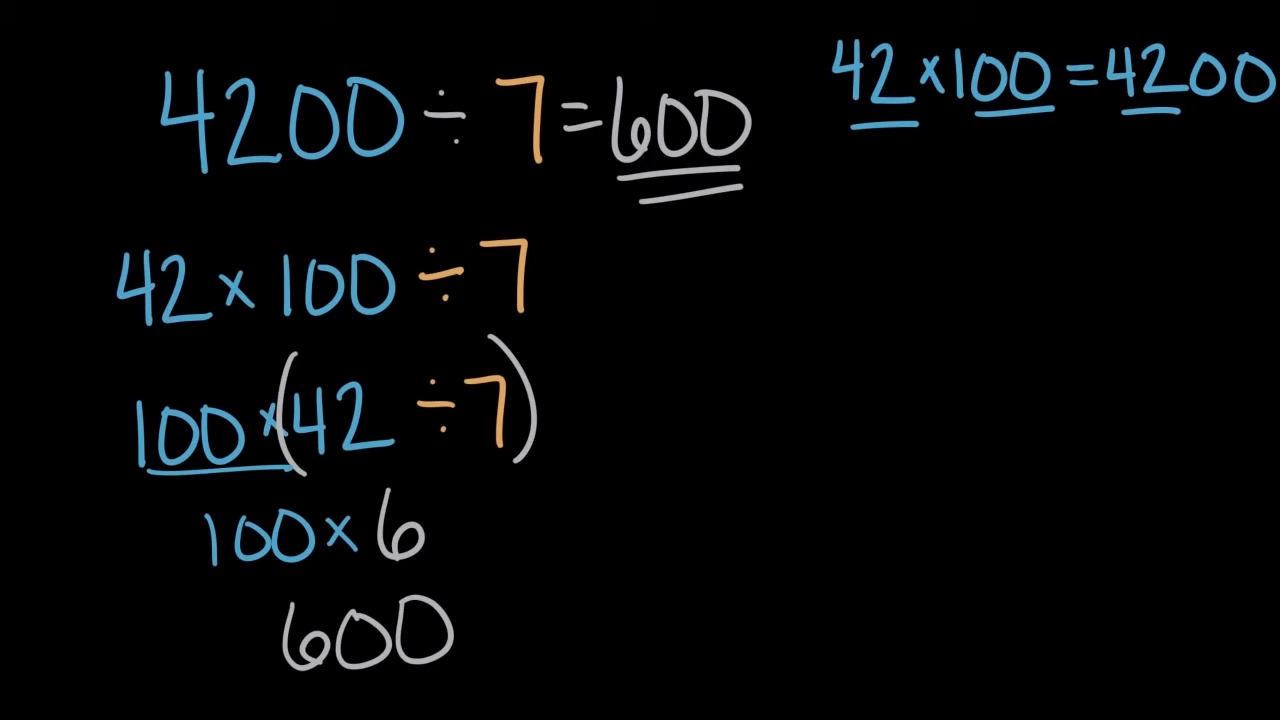 4200 ÷ 7 = 600
42 × 100 = 4200
42 × 100 ÷ 7
100 × (42 ÷ 7)
100 × 6
600